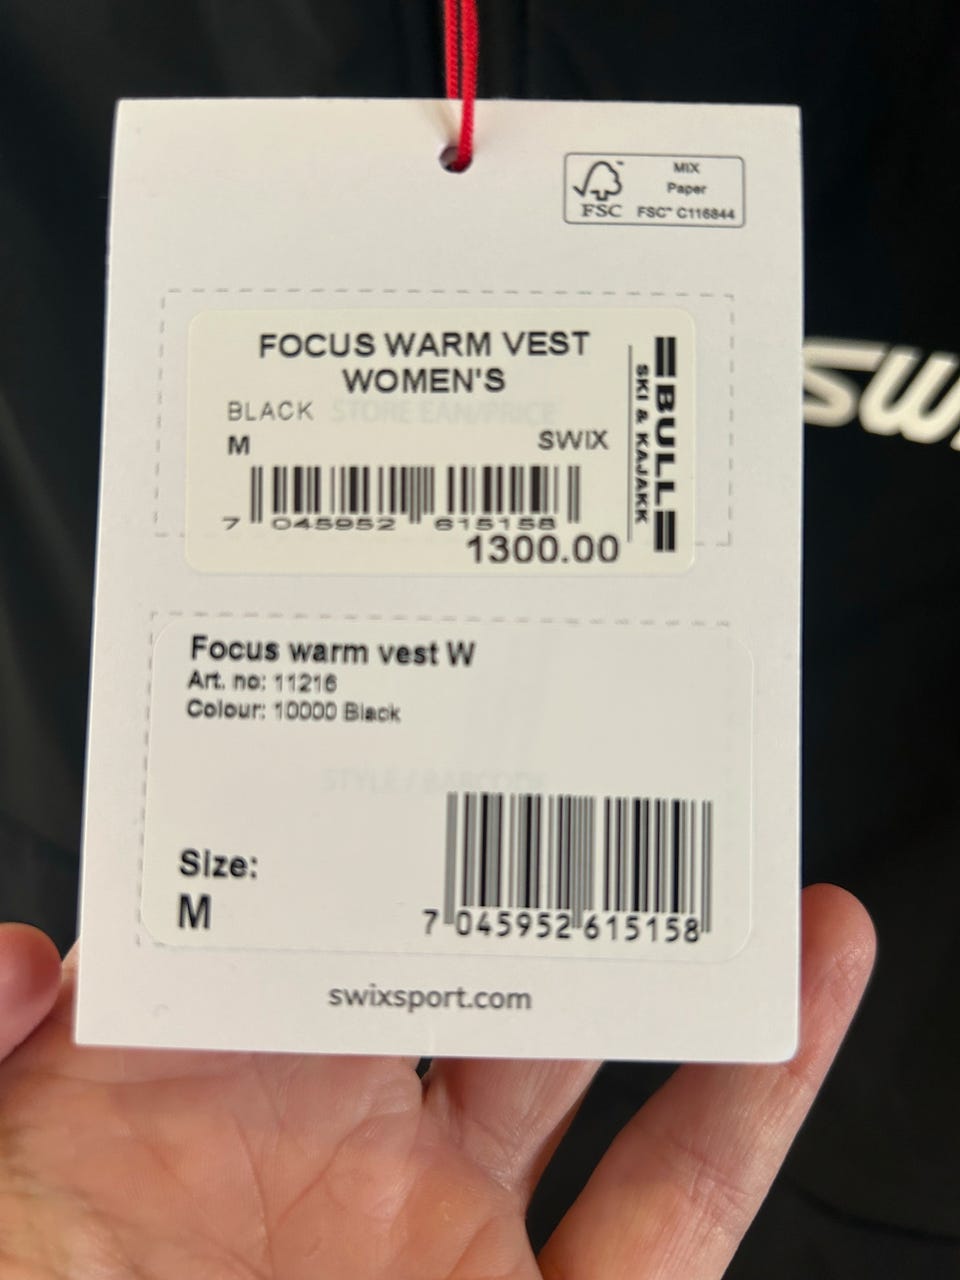 MIX
Paper
FSC
FSC™ C116844
FOCUS WARM VEST
WOMEN'S
BLACK
STORE EAN/PRICE
M
SWIX
7 045952 615158
1300.00
BULL
SKI & KAJAKK
Focus warm vest W
Art. no: 11216
Colour: 10000 Black
STYLE / BARCODE
Size:
M
7 045952 615158
swixsport.com
SW